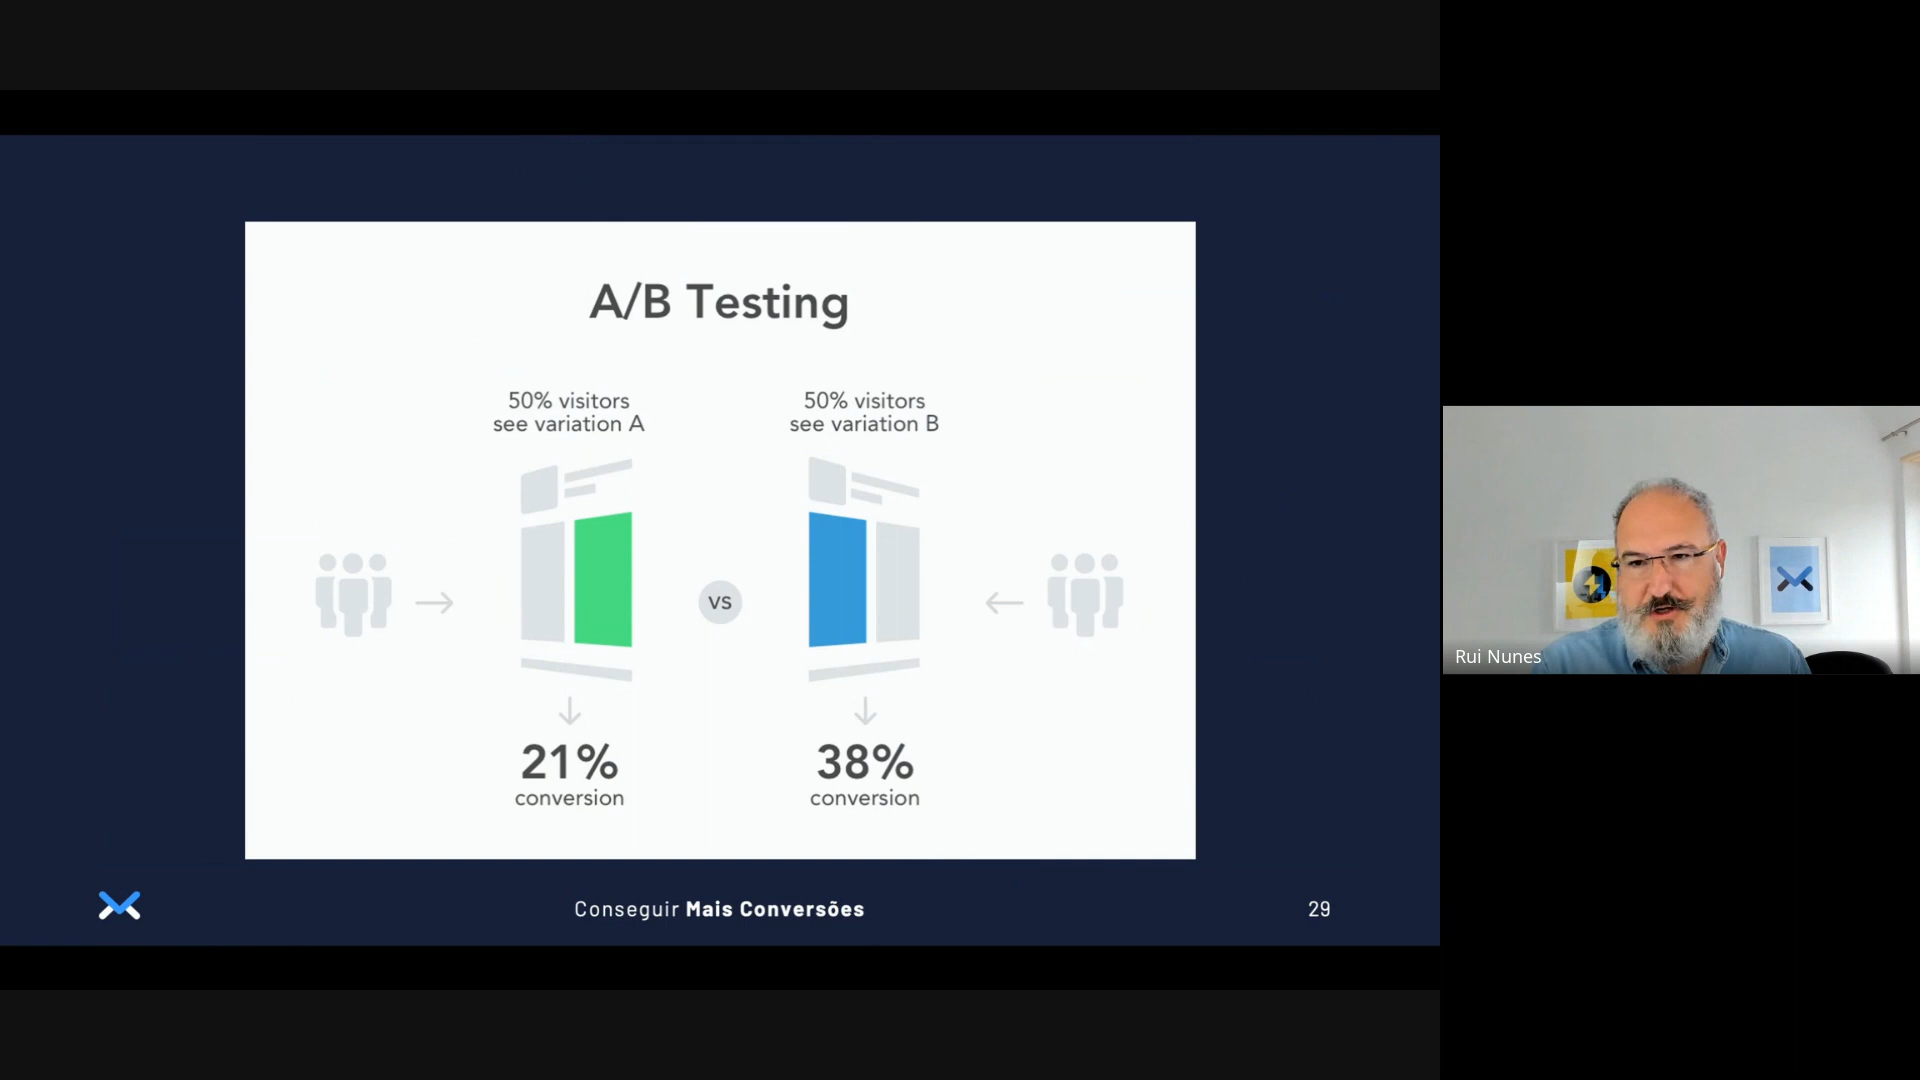 A/B Testing
50% visitors
see variation A
50% visitors
see variation B
VS
21%
conversion
38%
conversion
Conseguir Mais Conversões
29
Rui Nunes